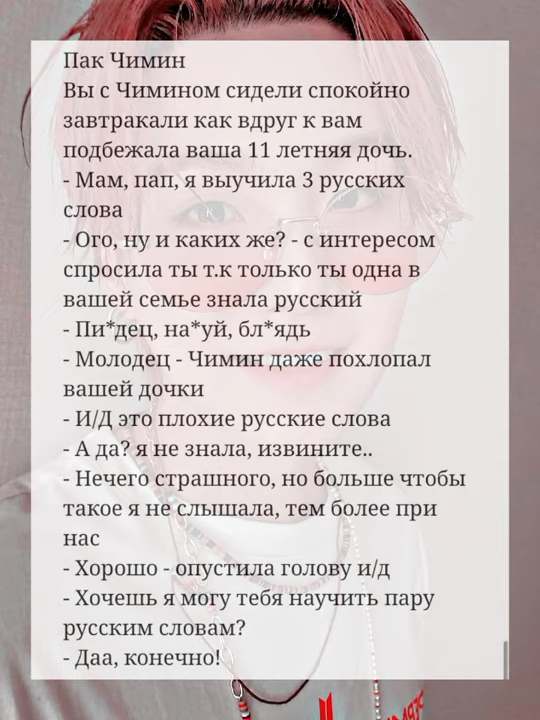 Пак Чимин
Вы с Чимином сидели спокойно
завтракали как вдруг к вам
подбежала ваша 11 летняя дочь.
- Мам, пап, я выучила 3 русских
слова
- Ого, ну и каких же? - с интересом
спросила ты т.к только ты одна в
вашей семье знала русский
- Пи*дец, на*уй, бл*ядь
- Молодец - Чимин даже похлопал
вашей дочки
- И/Д это плохие русские слова
- А да? я не знала, извините..
- Нечего страшного, но больше чтобы
такое я не слышала, тем более при
нас
- Хорошо - опустила голову и/д
- Хочешь я могу тебя научить пару
русским словам?
- Даа, конечно!